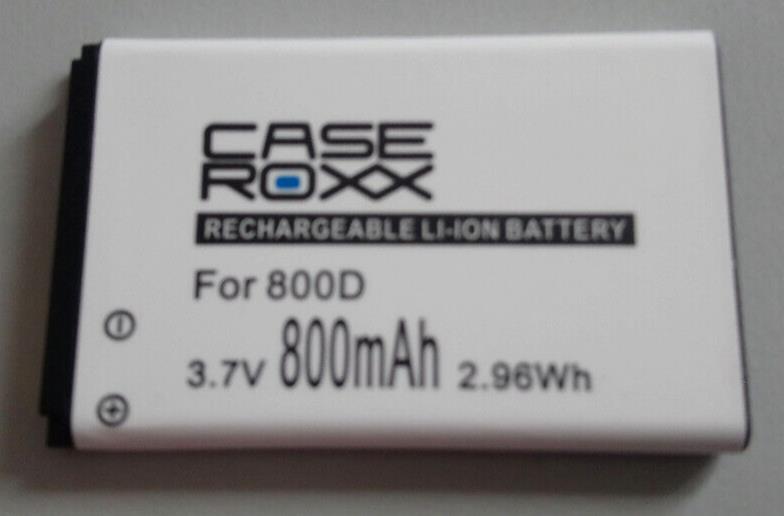 CASE
ROXX
RECHARGEABLE LI-ION BATTERY
For 800D
3.7V 800mAh 2.96Wh
-
+